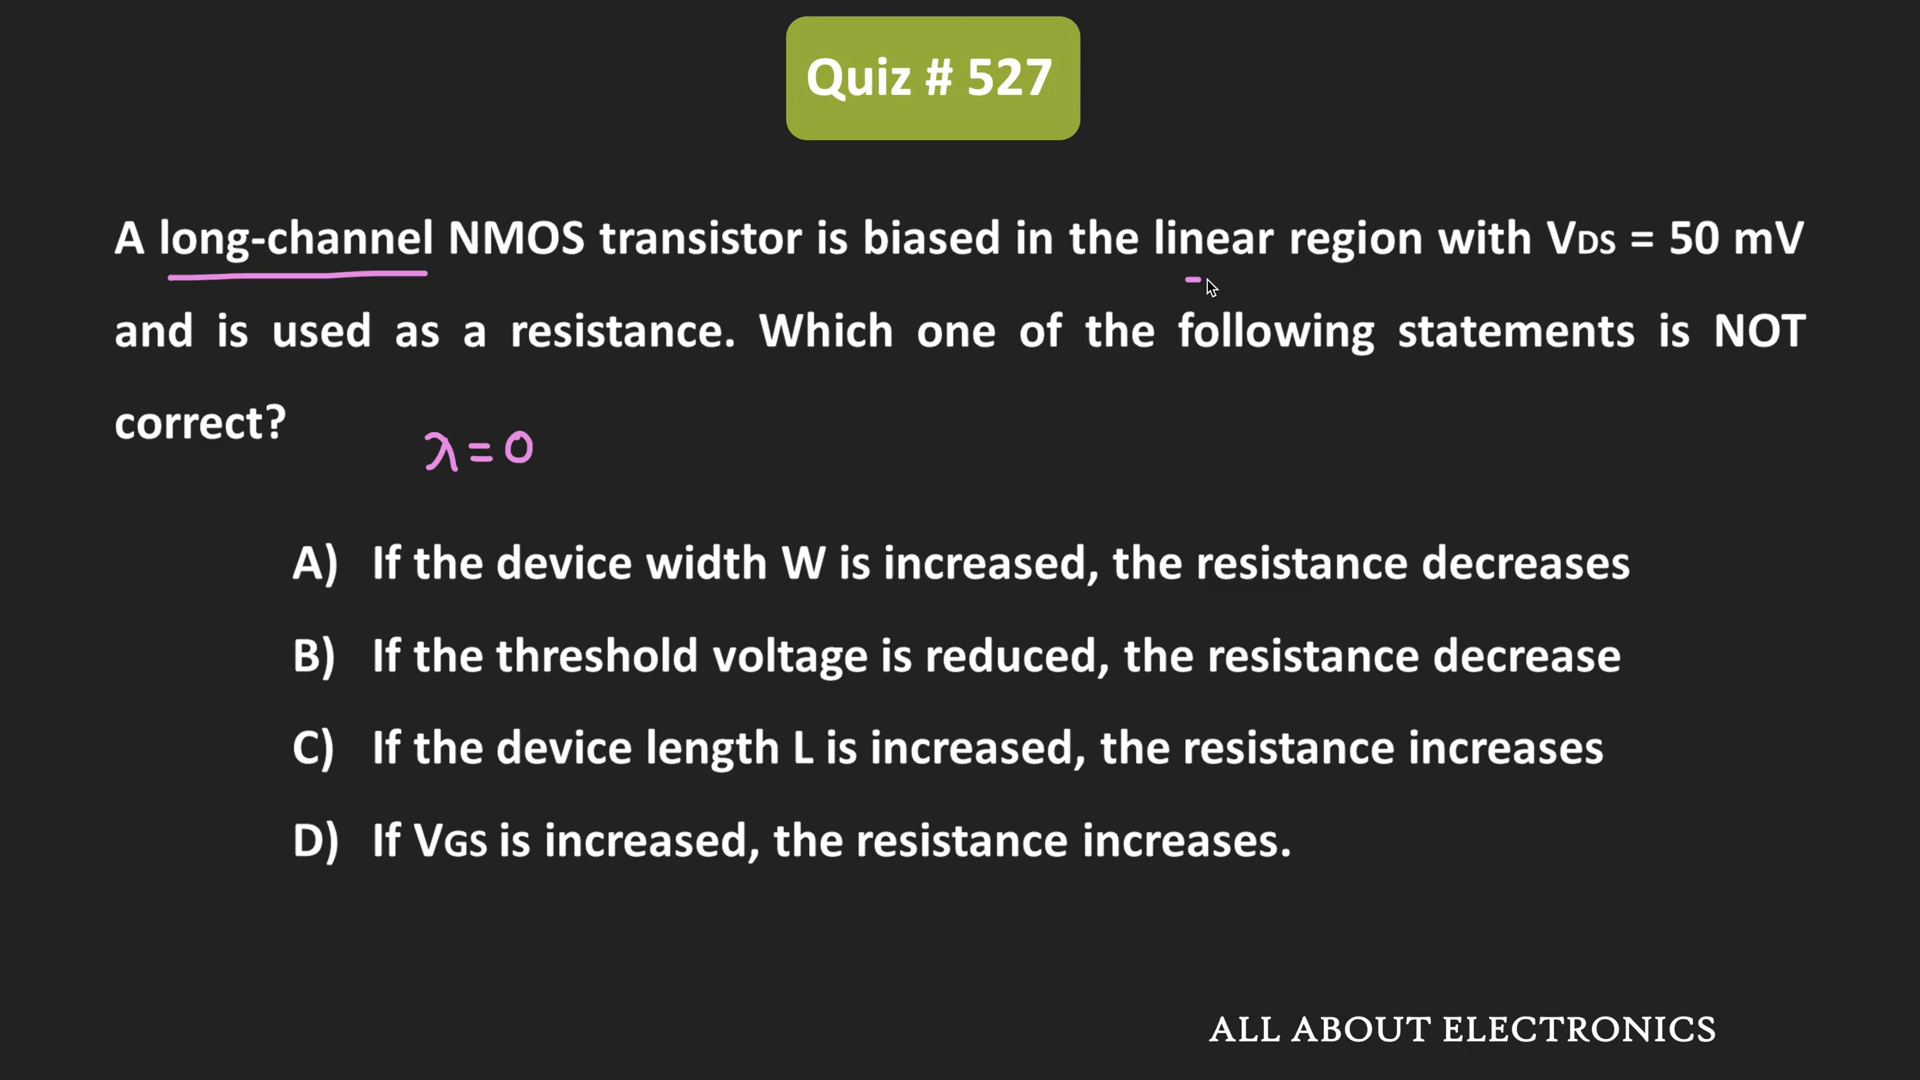 Quiz # 527
A long-channel NMOS transistor is biased in the linear region with VDS = 50 mV
and is used as a resistance. Which one of the following statements is NOT
correct?
λ = 0
A) If the device width W is increased, the resistance decreases
B) If the threshold voltage is reduced, the resistance decrease
C) If the device length L is increased, the resistance increases
D) If VGS is increased, the resistance increases.
ALL ABOUT ELECTRONICS